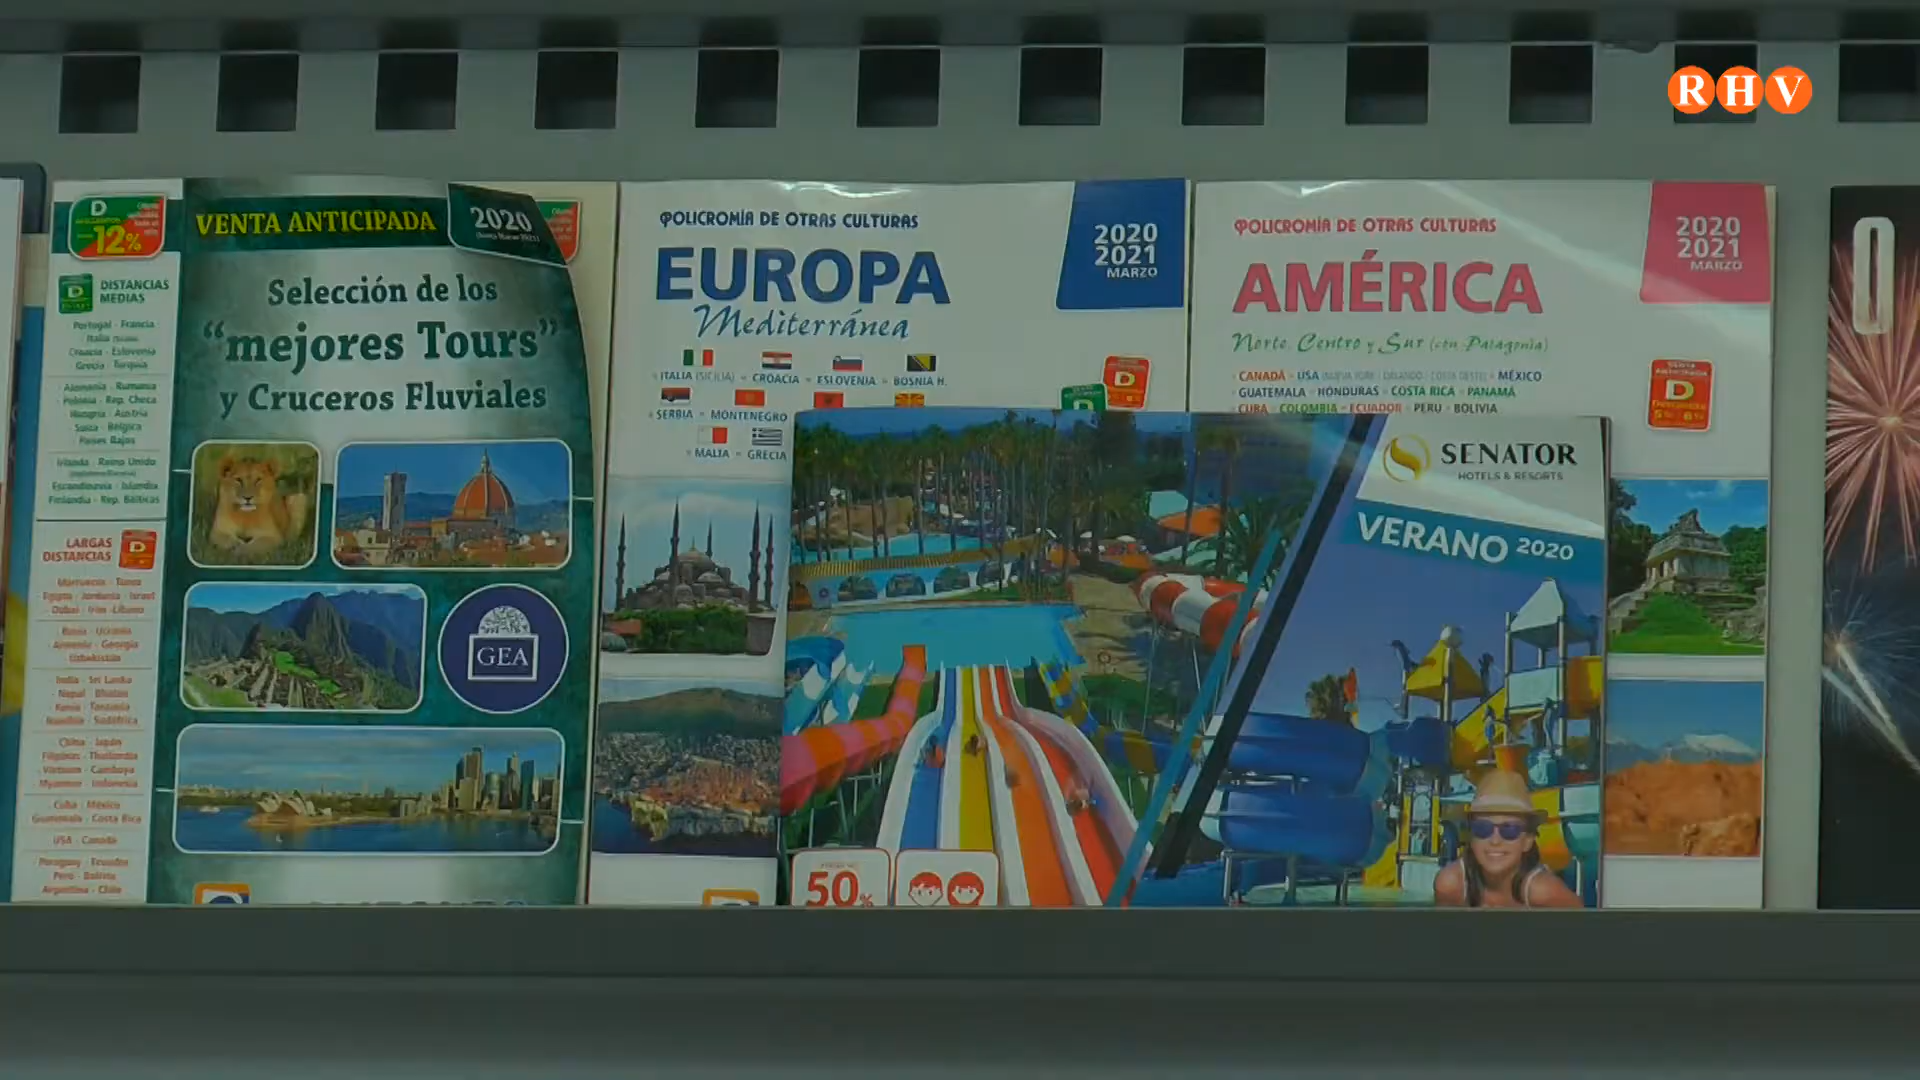 RHV
D
12%
VENTA ANTICIPADA
2020
DISTANCIAS
MEDIAS
Portugal - Francia
Italia
Croacia - Eslovenia
Grecia - Turquía
Alemania - Rumania
Polonia - Rep. Checa
Hungría - Austria
Suiza - Bélgica
Países Bajos
Irlanda - Reino Unido
Escandinavia - Islandia
Finlandia - Rep. Bálticas
LARGAS
DISTANCIAS
D
Marruecos - Túnez
Egipto - Jordania - Israel
Dubai - Irán - Líbano
Rusia - Ucrania
Armenia - Georgia
Uzbekistán
India - Sri Lanka
Nepal - Bhutan
Kenia - Tanzania
Namibia - Sudáfrica
China - Japón
Filipinas - Thailandia
Vietnam - Camboya
Myanmar - Indonesia
Cuba - México
Guatemala - Costa Rica
USA - Canadá
Paraguay - Ecuador
Perú - Bolivia
Argentina - Chile
Selección de los
“mejores Tours”
y Cruceros Fluviales
GEA
POLICROMÍA DE OTRAS CULTURAS
EUROPA
Mediterránea
2020
2021
MARZO
ITALIA (SICILIA) - CROACIA - ESLOVENIA - BOSNIA H.
SERBIA - MONTENEGRO
MALTA - GRECIA
D
D
POLICROMÍA DE OTRAS CULTURAS
AMÉRICA
Norte, Centro y Sur (con Patagonia)
2020
2021
MARZO
CANADÁ - USA - MÉXICO
GUATEMALA - HONDURAS - COSTA RICA - PANAMÁ
CUBA - COLOMBIA - ECUADOR - PERU - BOLIVIA
D
SENATOR
HOTELS & RESORTS
VERANO 2020
50%